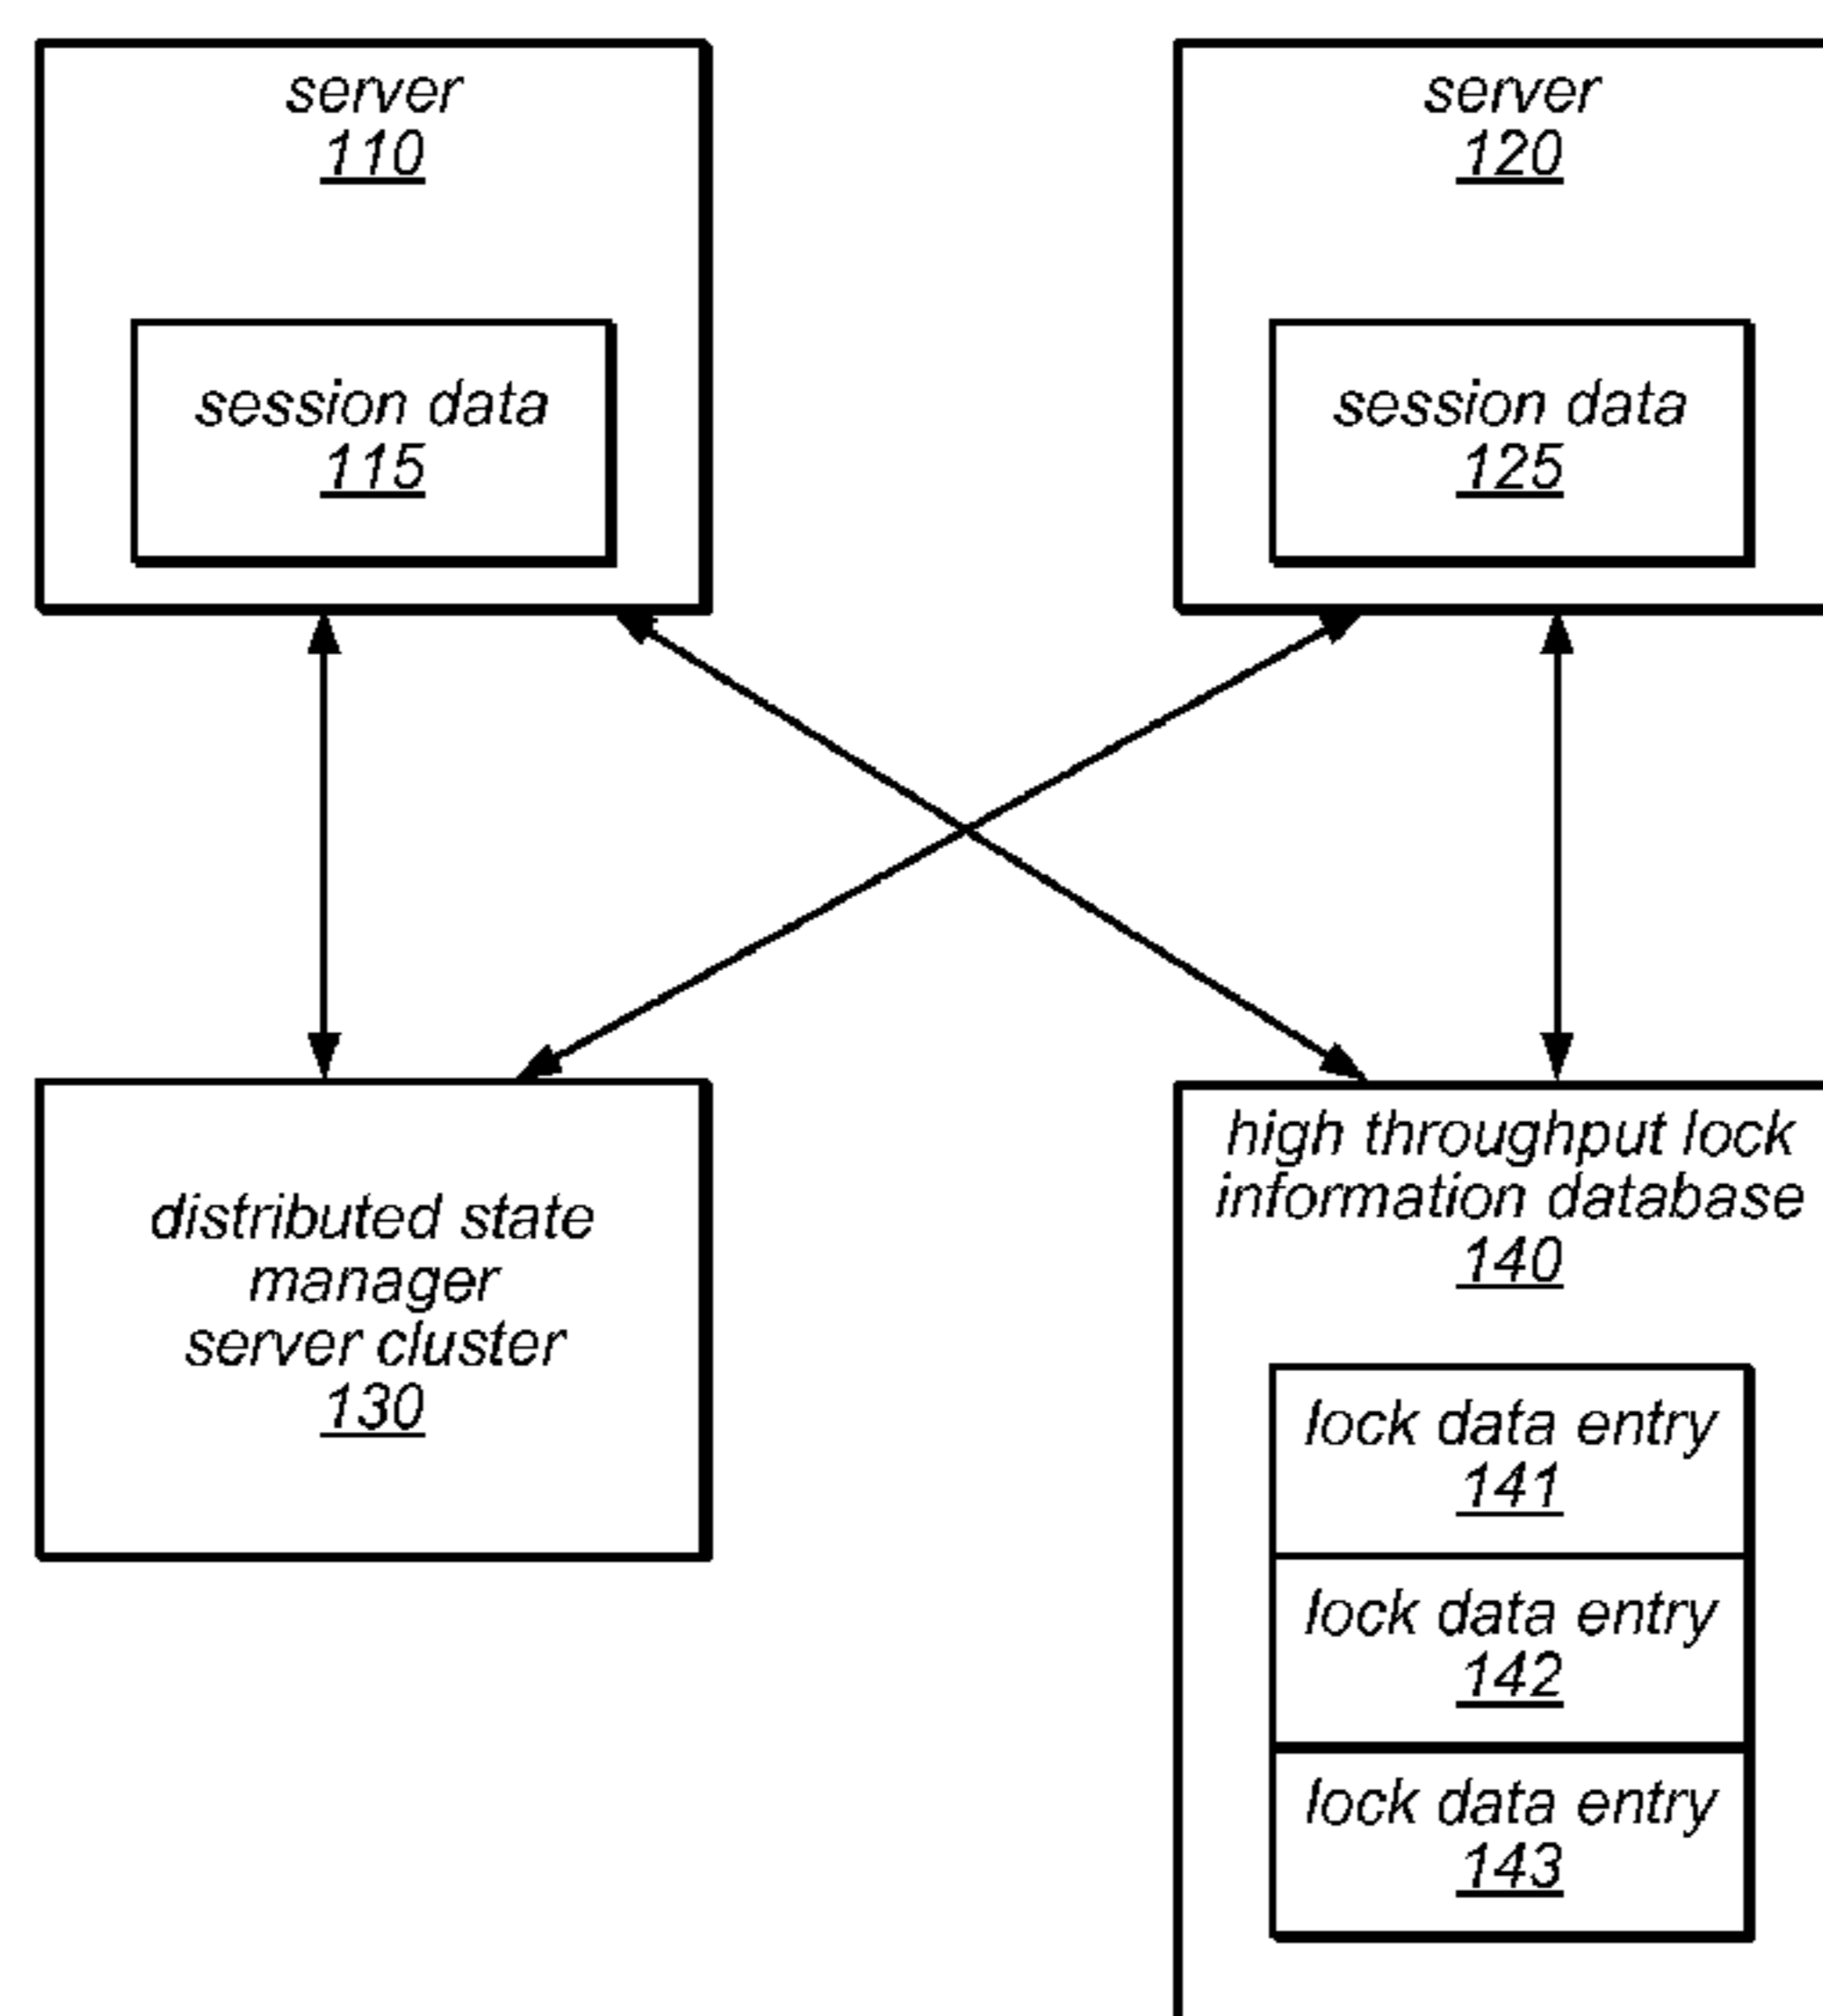 server
110
session data
115
server
120
session data
125
distributed state
manager
server cluster
130
high throughput lock
information database
140
lock data entry
141
lock data entry
142
lock data entry
143